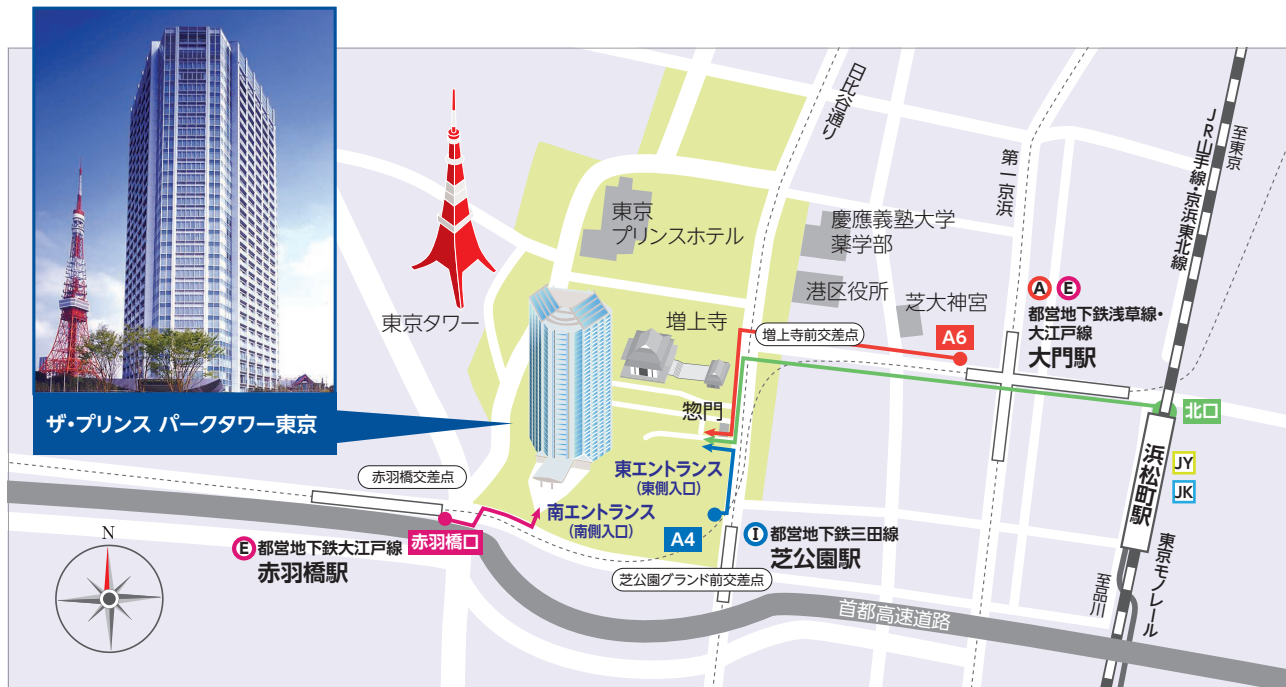 ザ・プリンス パークタワー東京
東京タワー
東京
プリンスホテル
増上寺
惣門
日比谷通り
慶應義塾大学
薬学部
港区役所
芝大神宮
第一京浜
至東京
JR山手線・京浜東北線
A E
都営地下鉄浅草線・
大江戸線
大門駅
増上寺前交差点
A6
北口
浜松町駅
JY
JK
東エントランス
(東側入口)
南エントランス
(南側入口)
赤羽橋交差点
赤羽橋口
E 都営地下鉄大江戸線
赤羽橋駅
A4
I 都営地下鉄三田線
芝公園駅
芝公園グランド前交差点
首都高速道路
至品川
東京モノレール
N